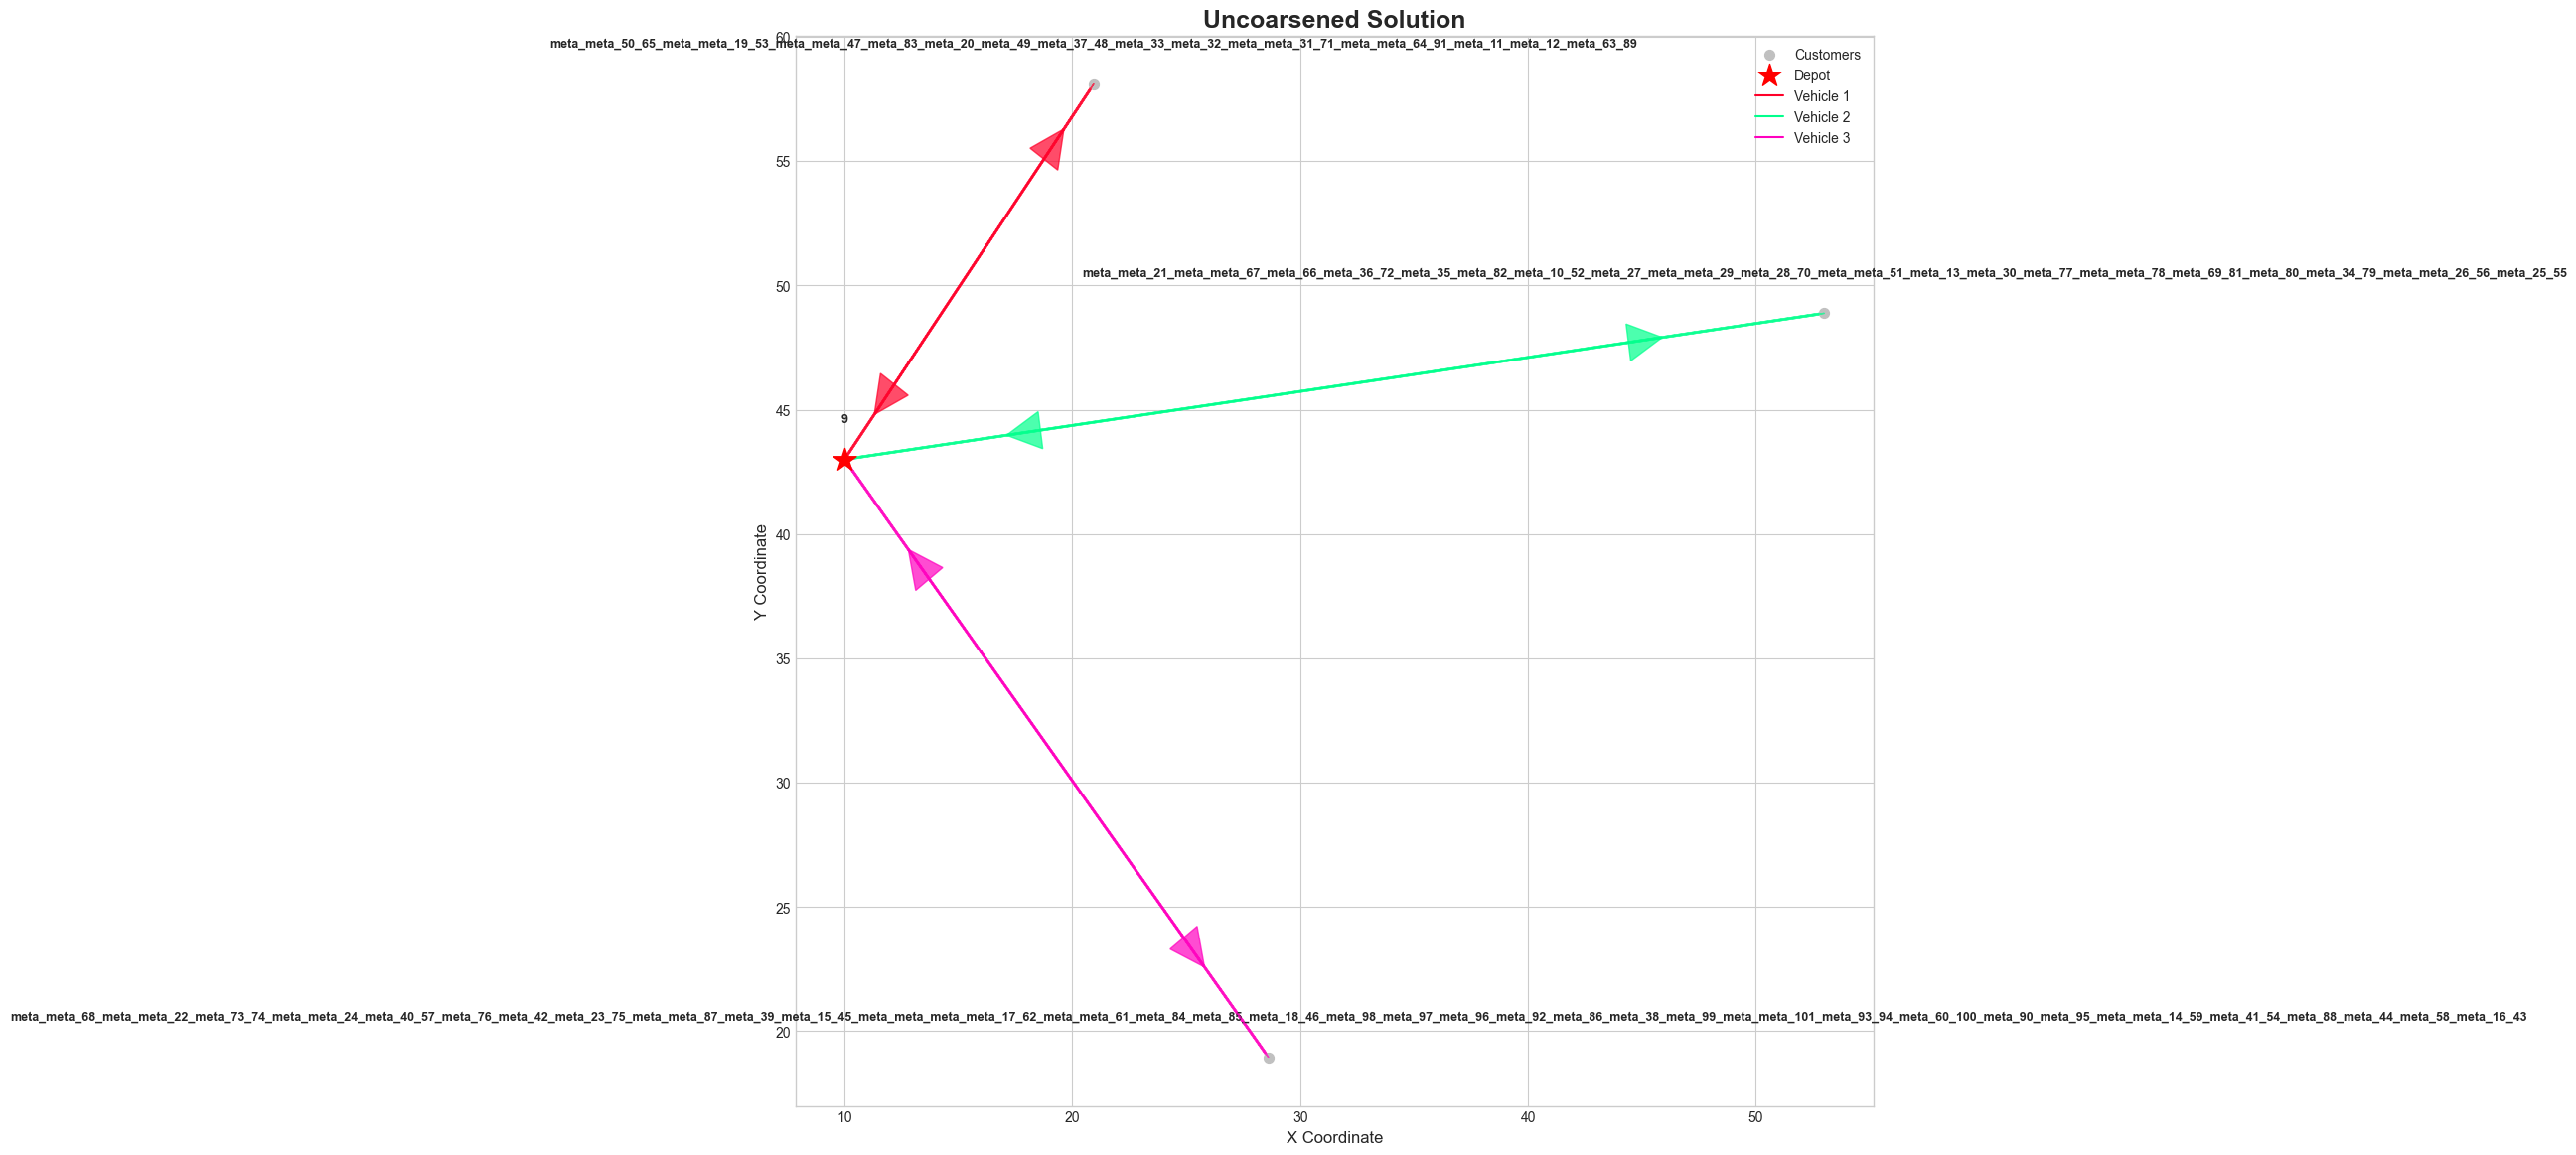 Uncoarsened Solution
meta_meta_50_65_meta_meta_19_53_meta_meta_47_meta_83_meta_20_meta_49_meta_37_48_meta_33_meta_32_meta_meta_31_71_meta_meta_64_91_meta_11_meta_12_meta_63_89
Customers
Depot
Vehicle 1
Vehicle 2
Vehicle 3
meta_meta_21_meta_meta_67_meta_66_meta_36_72_meta_35_meta_82_meta_10_52_meta_27_meta_meta_29_meta_28_70_meta_meta_51_meta_13_meta_30_meta_77_meta_meta_78_meta_69_81_meta_80_meta_34_79_meta_meta_26_56_meta_25_55
9
meta_meta_68_meta_meta_22_meta_73_74_meta_meta_24_meta_40_57_meta_76_meta_42_meta_23_75_meta_meta_87_meta_39_meta_15_45_meta_meta_meta_17_62_meta_meta_61_meta_84_meta_85_meta_18_46_meta_98_meta_97_meta_96_meta_92_meta_86_meta_38_meta_99_meta_meta_101_meta_93_94_meta_60_100_meta_90_meta_95_meta_meta_14_59_meta_41_54_meta_88_meta_44_meta_58_meta_16_43
60
55
50
45
40
35
30
25
20
Y Coordinate
10 20 30 40 50
X Coordinate